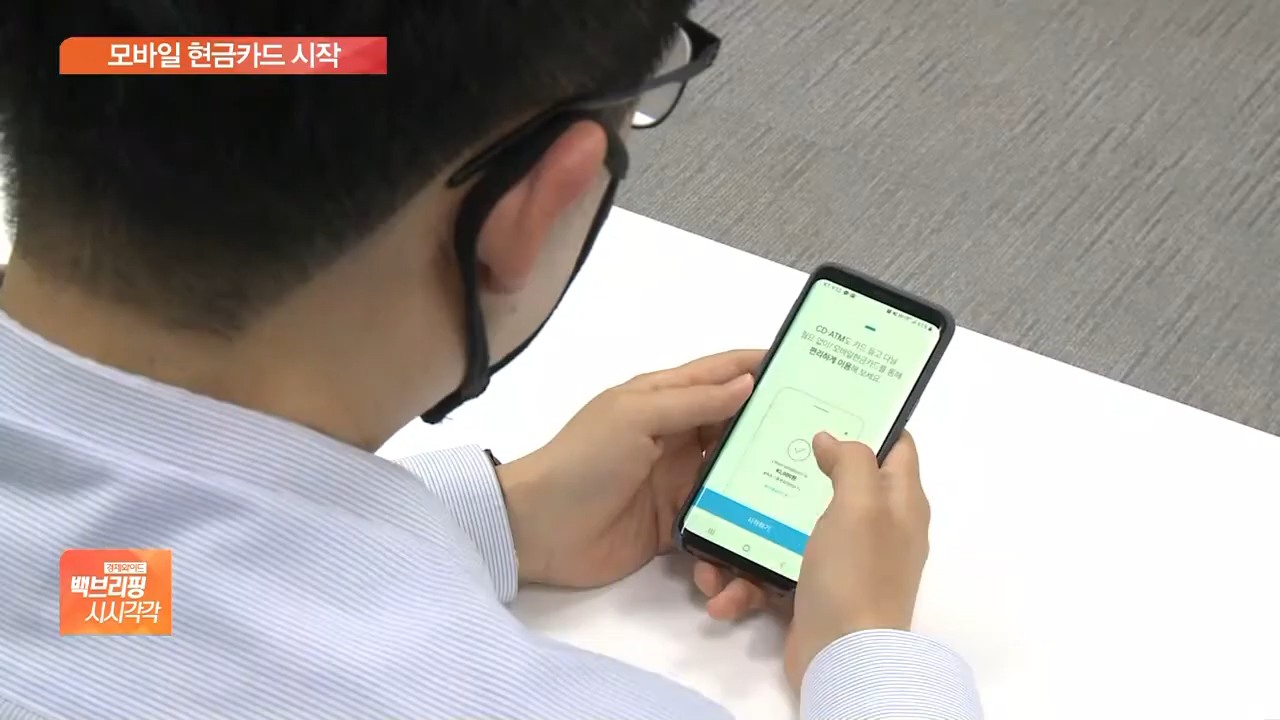 모바일 현금카드 시작
CD·ATM도 카드 들고 다닐
필요 없이! 모바일현금카드를 통해
편리하게 이용해 보세요
시작하기
경제와이드
백브리핑
시시각각